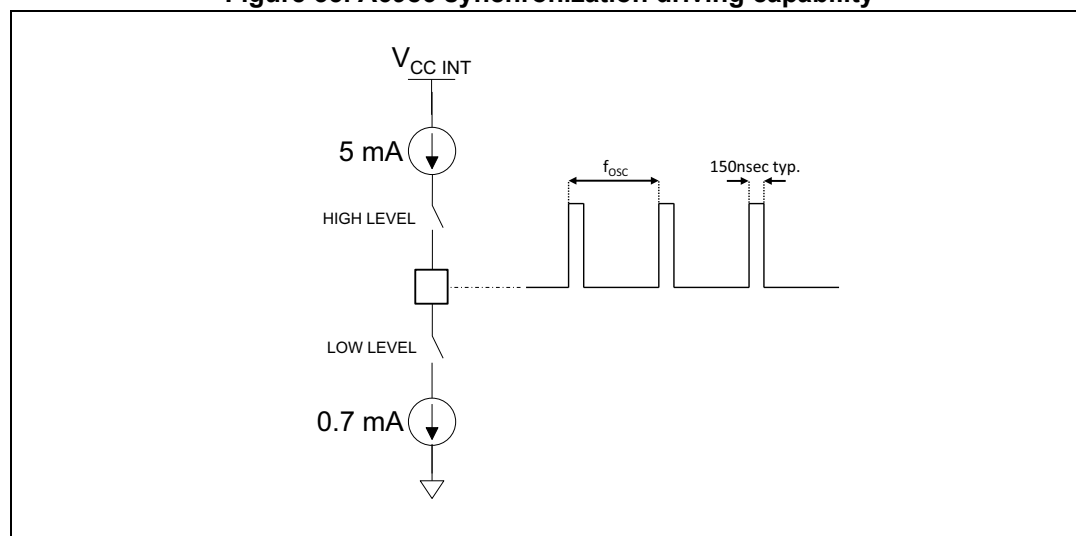 V_CC INT
5 mA
f_OSC
150nsec typ.
HIGH LEVEL
LOW LEVEL
0.7 mA